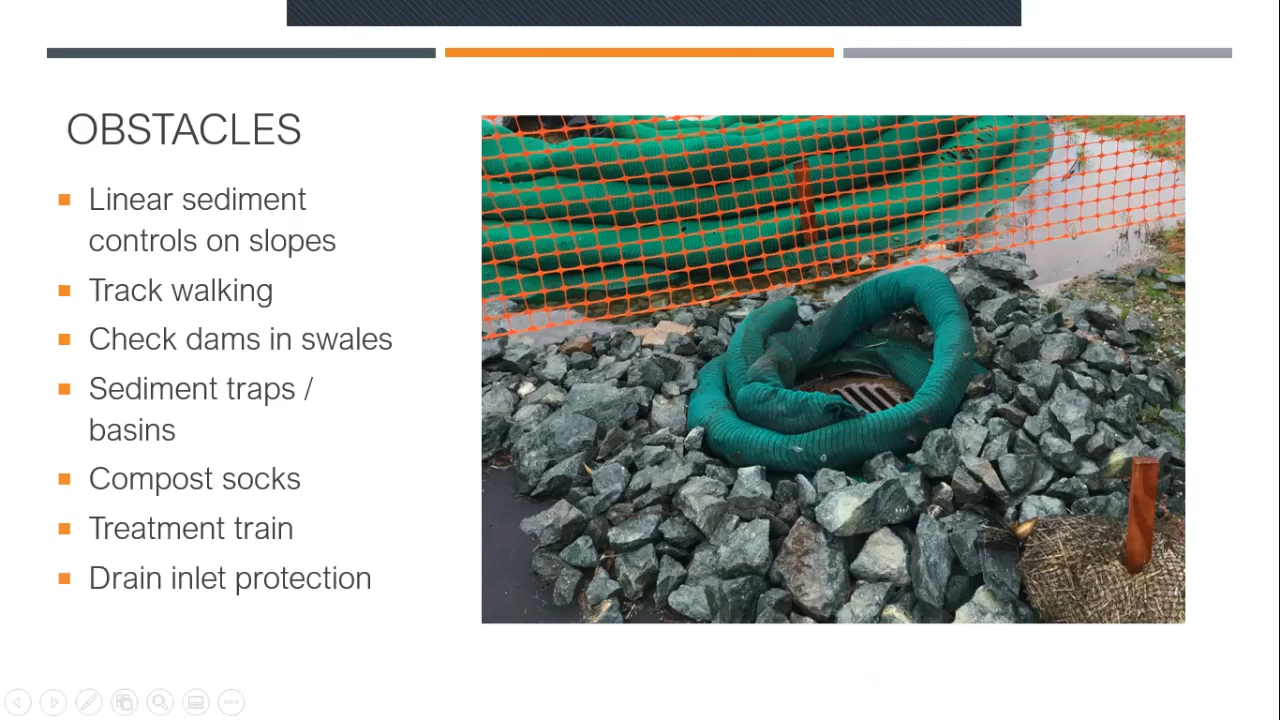 OBSTACLES
Linear sediment
controls on slopes
Track walking
Check dams in swales
Sediment traps /
basins
Compost socks
Treatment train
Drain inlet protection